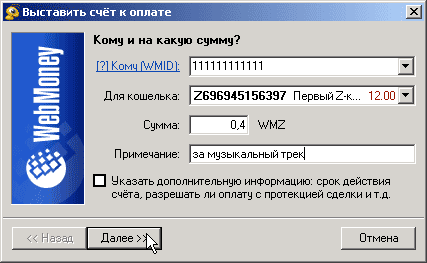 Выставить счёт к оплате
Кому и на какую сумму?
[?] Кому (WMID): 111111111111
Для кошелька: Z696945156397 Первый Z-к... 12.00
Сумма: 0,4 WMZ
Примечание: за музыкальный трек
Указать дополнительную информацию: срок действия
счёта, разрешать ли оплату с протекцией сделки и т.д.
WebMoney
<< Назад Далее >> Отмена